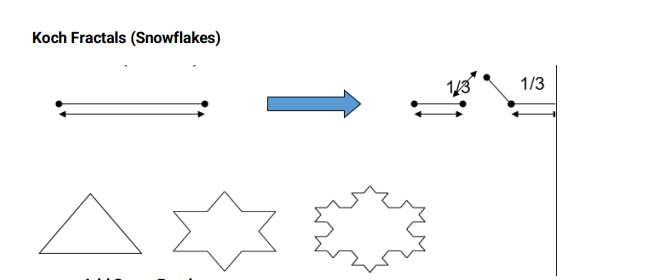 Koch Fractals (Snowflakes)
1/3 1/3